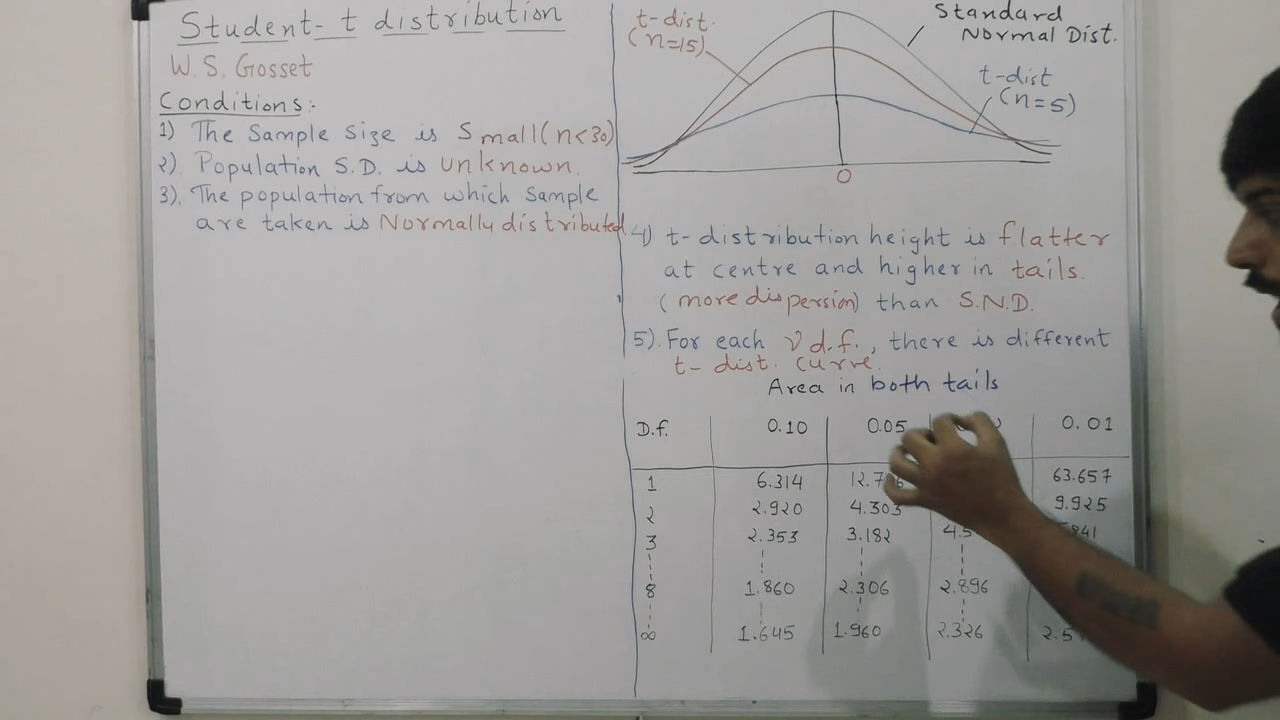 Student- t distribution
W. S. Gosset
Conditions:-
1) The Sample Size is Small (n<30)
2). Population S.D. is unknown.
3). The population from which Sample
are taken is Normally distributed.
t-dist.
(n=15)
Standard
Normal Dist.
t-dist
(n=5)
0
4) t-distribution height is flatter
at centre and higher in tails.
(more dispersion) than S.N.D.
5). For each ν d.f., there is different
t- dist. curve.
Area in both tails
D.f. 0.10 0.05 0.01
1 6.314 63.657
2 2.920 4.303 9.925
3 2.353 3.182
8 1.860 2.306 2.896
∞ 1.645 1.960 2.326